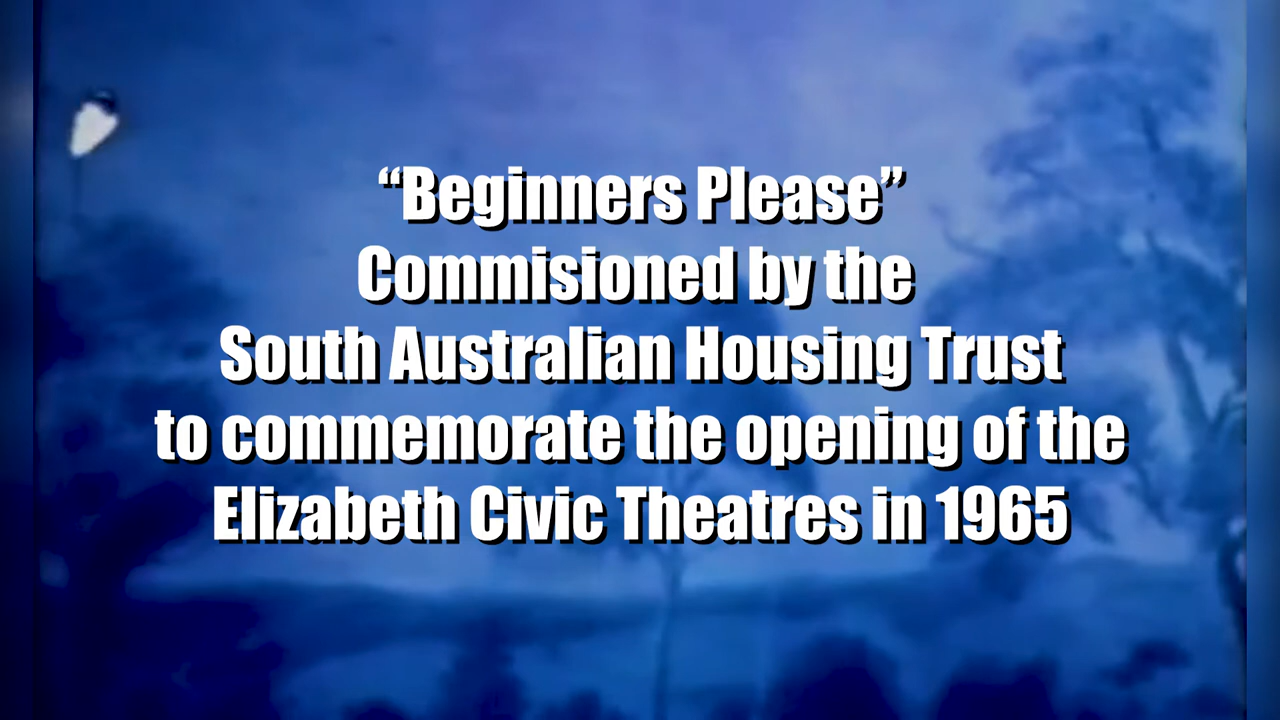 “Beginners Please”
Commisioned by the
South Australian Housing Trust
to commemorate the opening of the
Elizabeth Civic Theatres in 1965